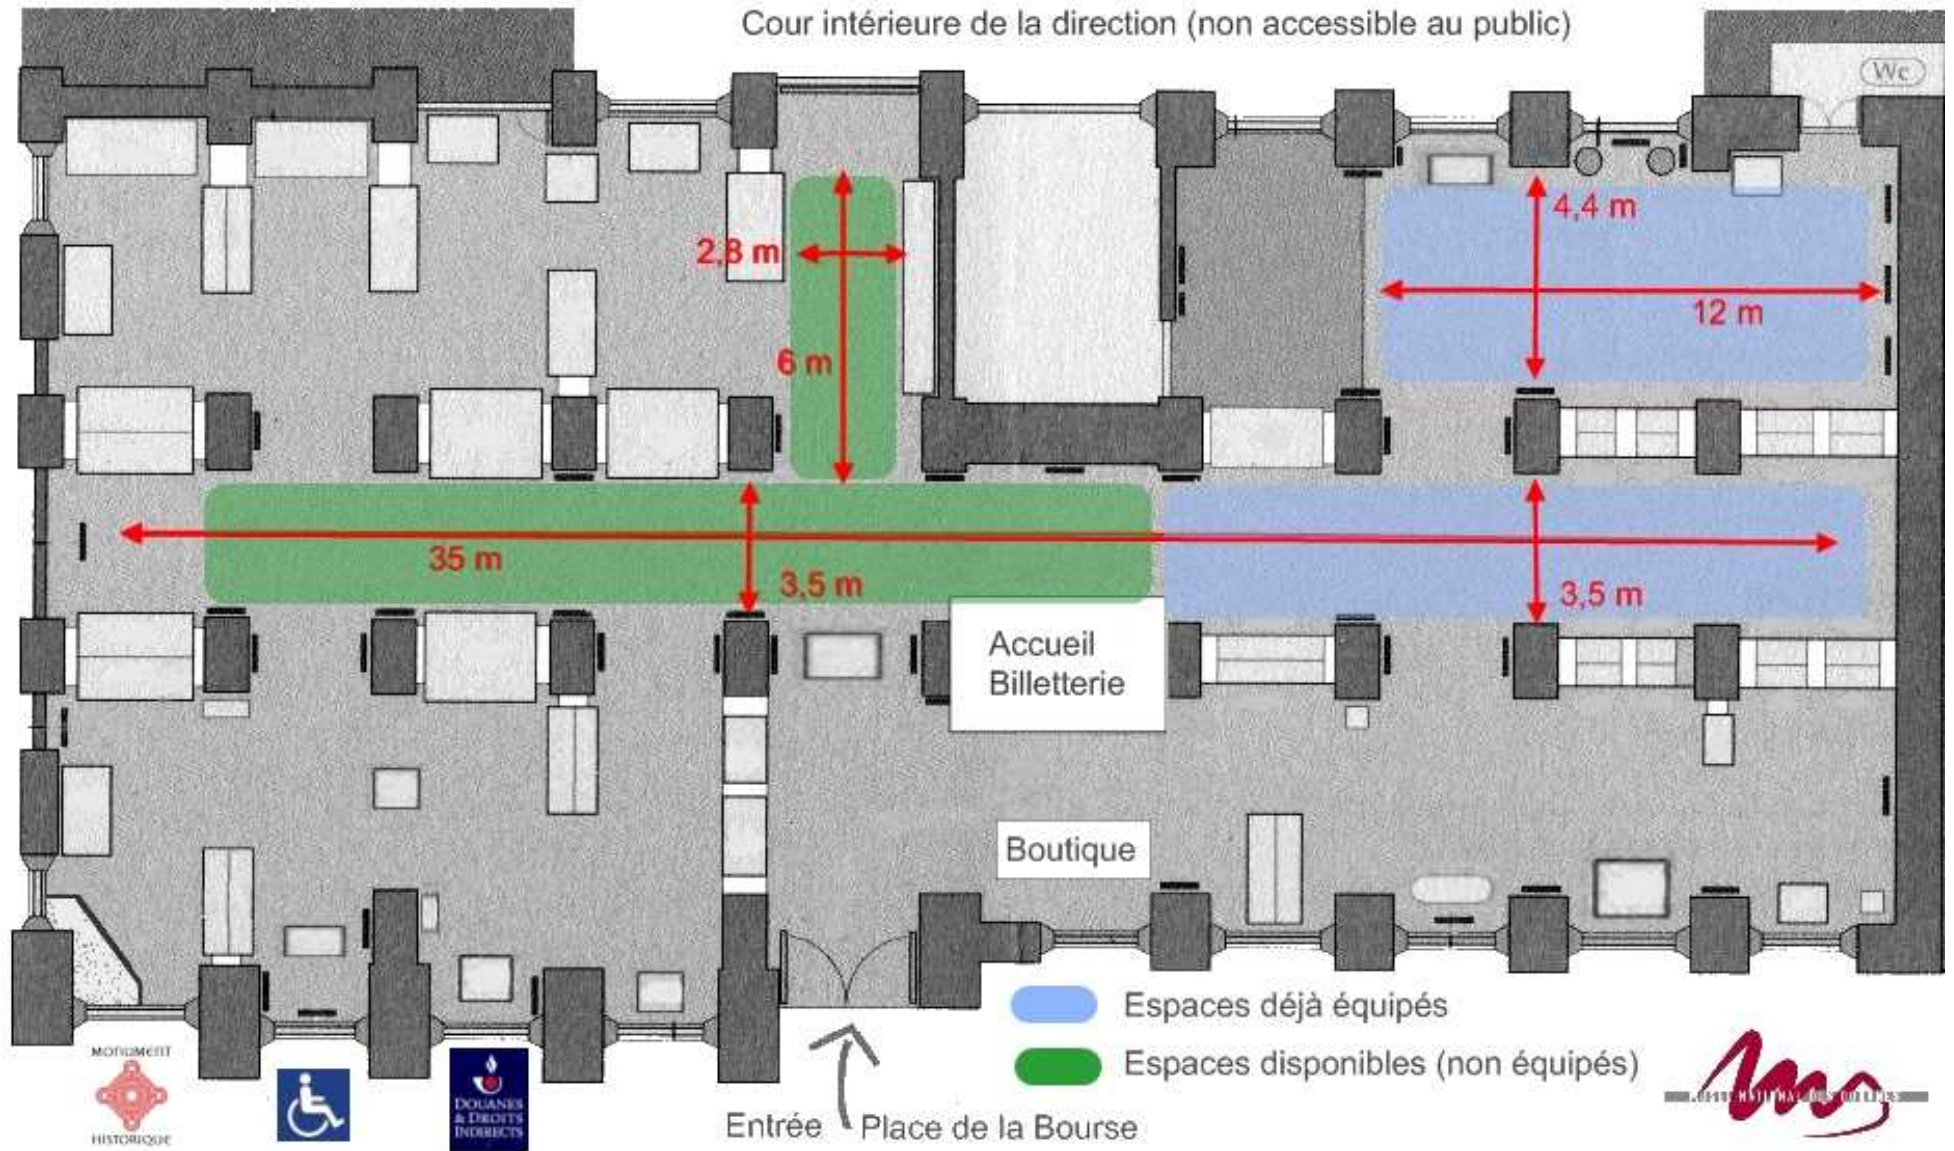 Cour intérieure de la direction (non accessible au public)
Wc
4,4 m
2,8 m
12 m
6 m
35 m
3,5 m
3,5 m
Accueil
Billetterie
Boutique
Espaces déjà équipés
Espaces disponibles (non équipés)
MONUMENT
HISTORIQUE
DOUANES
& DROITS
INDIRECTS
Entrée
Place de la Bourse